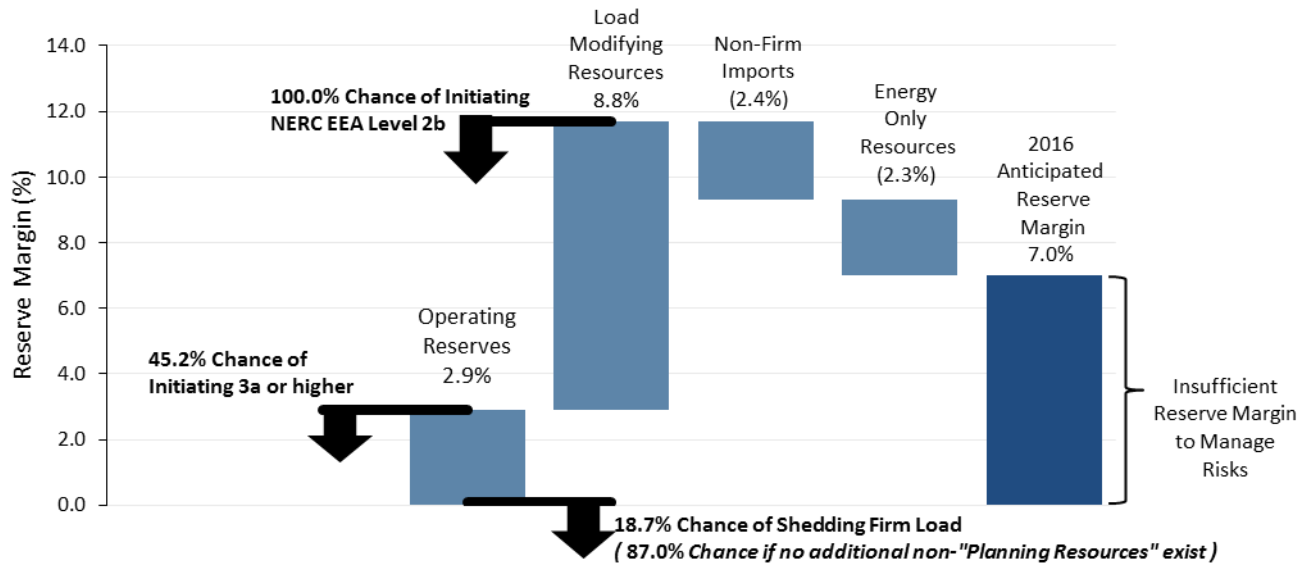 Reserve Margin (%)
14.0
12.0
10.0
8.0
6.0
4.0
2.0
0.0
100.0% Chance of Initiating
NERC EEA Level 2b
45.2% Chance of
Initiating 3a or higher
Operating
Reserves
2.9%
Load
Modifying
Resources
8.8%
Non-Firm
Imports
(2.4%)
Energy
Only
Resources
(2.3%)
2016
Anticipated
Reserve
Margin
7.0%
Insufficient
Reserve Margin
to Manage
Risks
18.7% Chance of Shedding Firm Load
( 87.0% Chance if no additional non-"Planning Resources" exist )